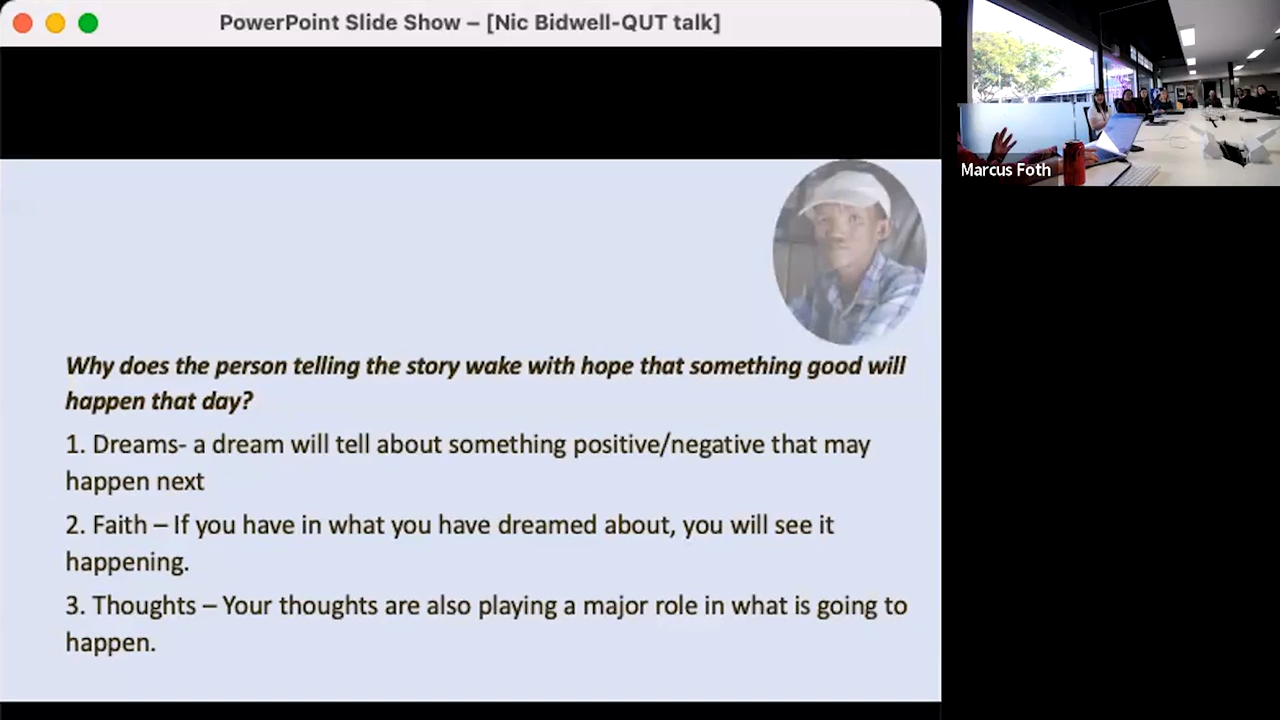 PowerPoint Slide Show – [Nic Bidwell-QUT talk]
Marcus Foth
Why does the person telling the story wake with hope that something good will
happen that day?
1. Dreams- a dream will tell about something positive/negative that may
happen next
2. Faith – If you have in what you have dreamed about, you will see it
happening.
3. Thoughts – Your thoughts are also playing a major role in what is going to
happen.